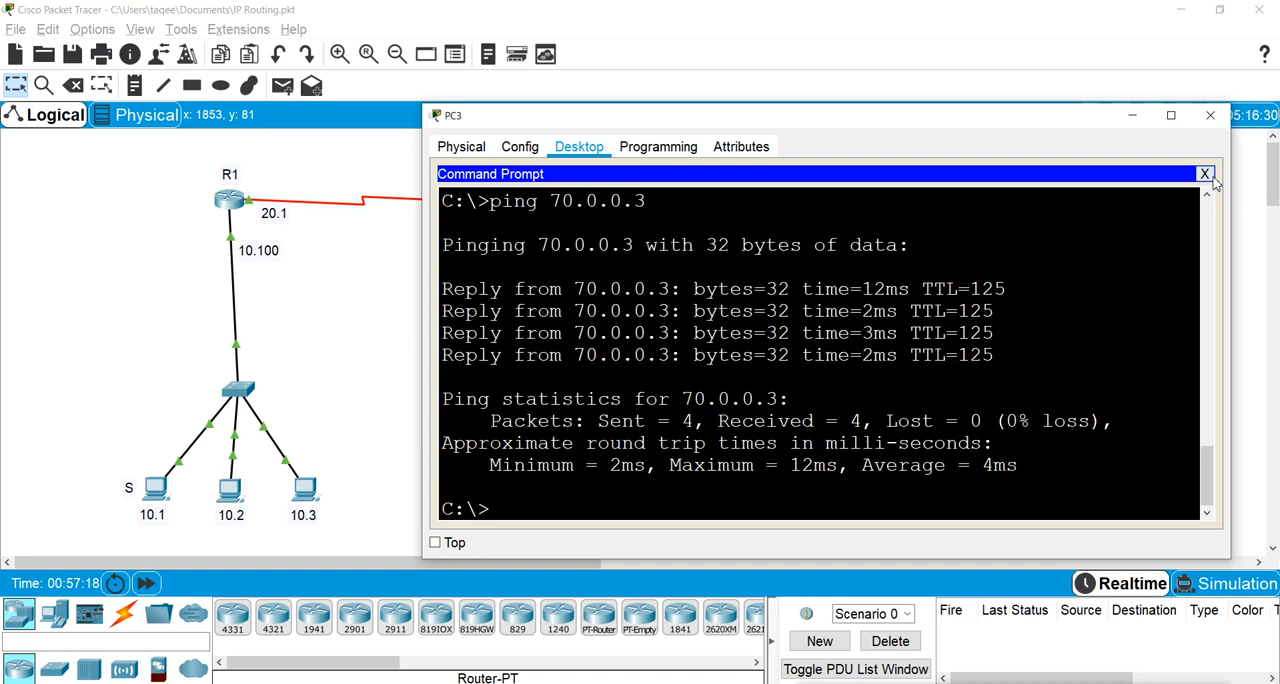 Cisco Packet Tracer - C:\Users\taqee\Documents\IP Routing.pkt
File Edit Options View Tools Extensions Help
?
Logical Physical x: 1853, y: 81
05:16:30
PC3
Physical Config Desktop Programming Attributes
Command Prompt
X
C:\>ping 70.0.0.3
Pinging 70.0.0.3 with 32 bytes of data:
Reply from 70.0.0.3: bytes=32 time=12ms TTL=125
Reply from 70.0.0.3: bytes=32 time=2ms TTL=125
Reply from 70.0.0.3: bytes=32 time=3ms TTL=125
Reply from 70.0.0.3: bytes=32 time=2ms TTL=125
Ping statistics for 70.0.0.3:
Packets: Sent = 4, Received = 4, Lost = 0 (0% loss),
Approximate round trip times in milli-seconds:
Minimum = 2ms, Maximum = 12ms, Average = 4ms
C:\>
Top
R1
20.1
10.100
S
10.1 10.2 10.3
Time: 00:57:18
Realtime Simulation
4331 4321 1941 2901 2911 819IOX 819HGW 829 1240 PT-Router PT-Empty 1841 2620XM 2621
Router-PT
Scenario 0
New Delete
Toggle PDU List Window
Fire Last Status Source Destination Type Color T